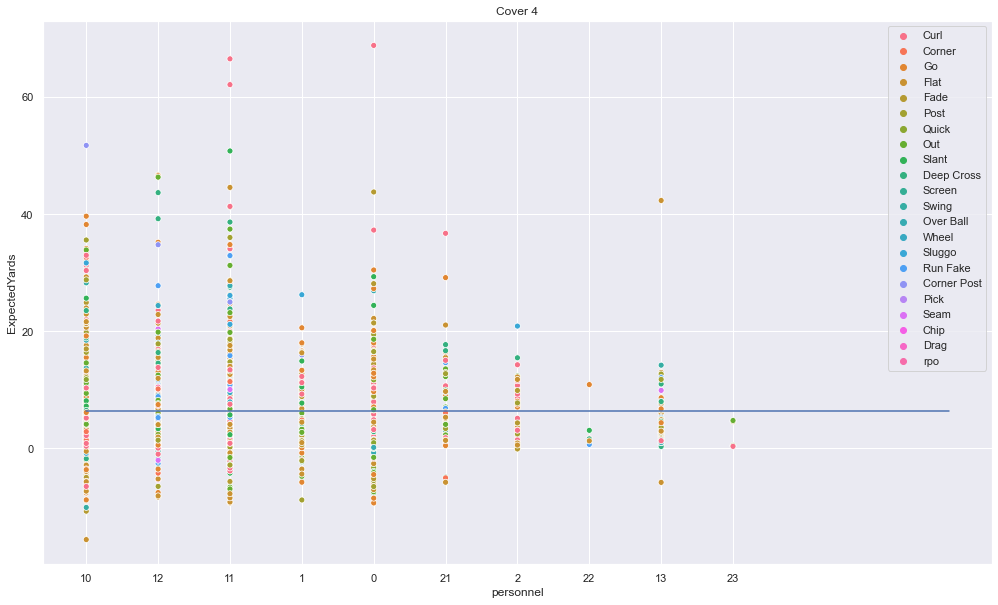 Cover 4
ExpectedYards
60
40
20
0
10 12 11 1 0 21 2 22 13 23
personnel
Curl
Corner
Go
Flat
Fade
Post
Quick
Out
Slant
Deep Cross
Screen
Swing
Over Ball
Wheel
Sluggo
Run Fake
Corner Post
Pick
Seam
Chip
Drag
rpo